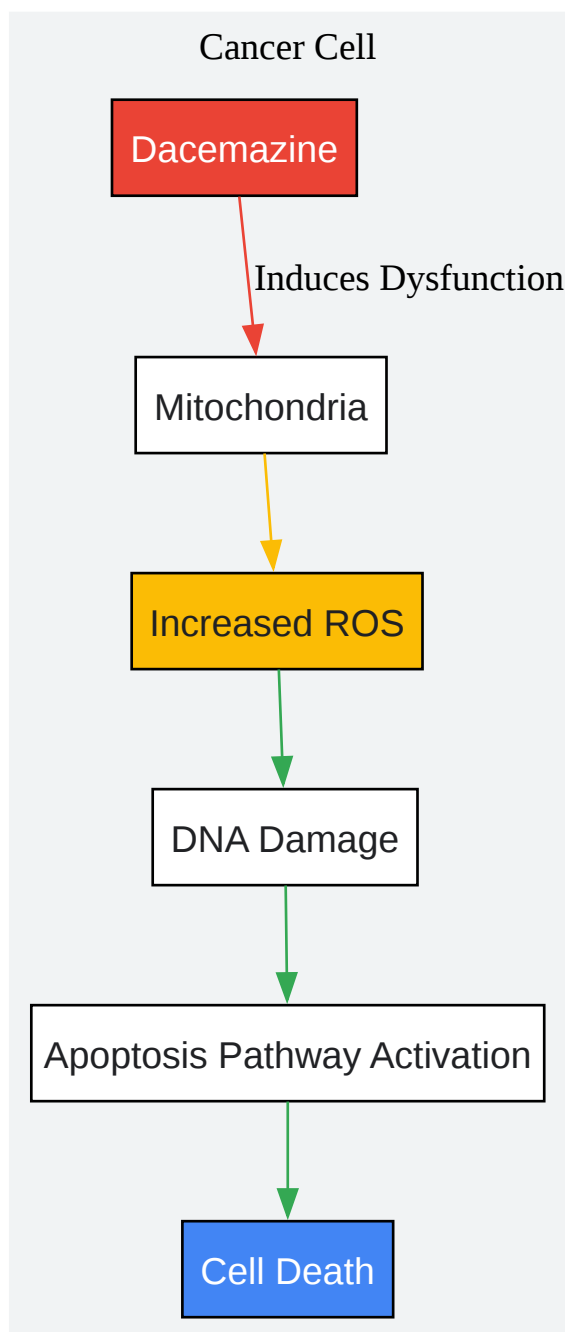 Cancer Cell
Dacemazine
Induces Dysfunction
Mitochondria
Increased ROS
DNA Damage
Apoptosis Pathway Activation
Cell Death